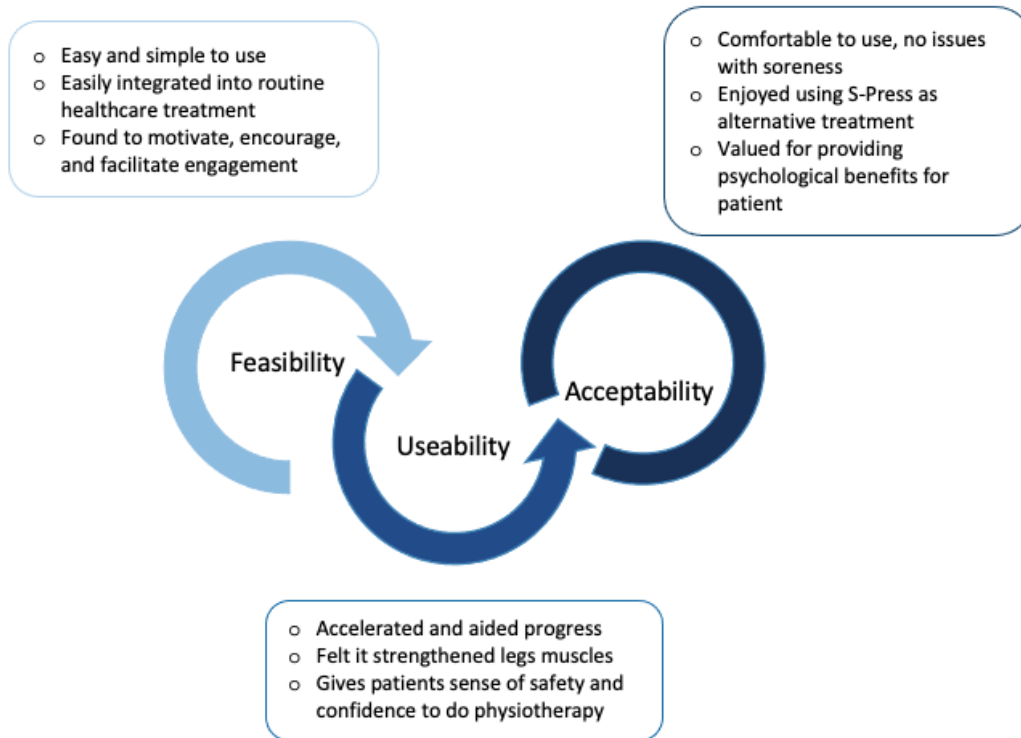 o Easy and simple to use
o Easily integrated into routine
healthcare treatment
o Found to motivate, encourage,
and facilitate engagement
o Comfortable to use, no issues
with soreness
o Enjoyed using S-Press as
alternative treatment
o Valued for providing
psychological benefits for
patient
Feasibility
Useability
Acceptability
o Accelerated and aided progress
o Felt it strengthened legs muscles
o Gives patients sense of safety and
confidence to do physiotherapy